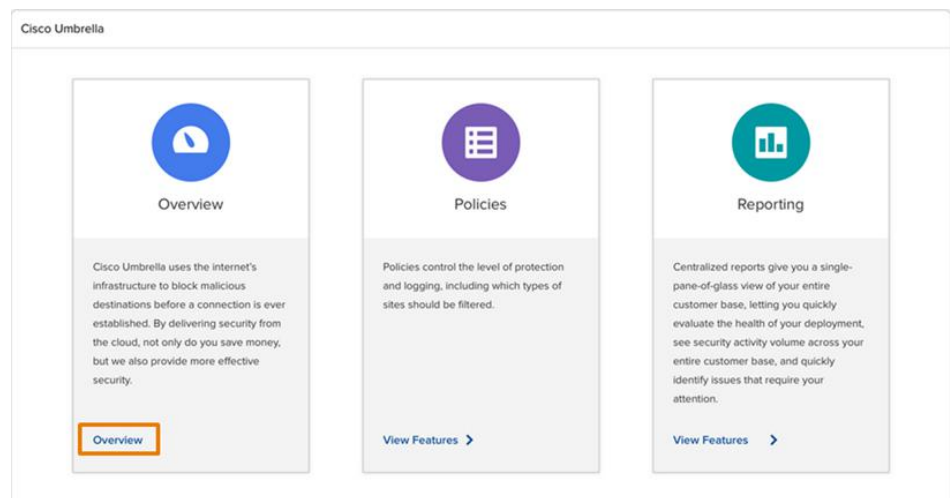 Cisco Umbrella
Overview
Cisco Umbrella uses the internet's
infrastructure to block malicious
destinations before a connection is ever
established. By delivering security from
the cloud, not only do you save money,
but we also provide more effective
security.
Overview
Policies
Policies control the level of protection
and logging, including which types of
sites should be filtered.
View Features
Reporting
Centralized reports give you a single-
pane-of-glass view of your entire
customer base, letting you quickly
evaluate the health of your deployment,
see security activity volume across your
entire customer base, and quickly
identify issues that require your
attention.
View Features